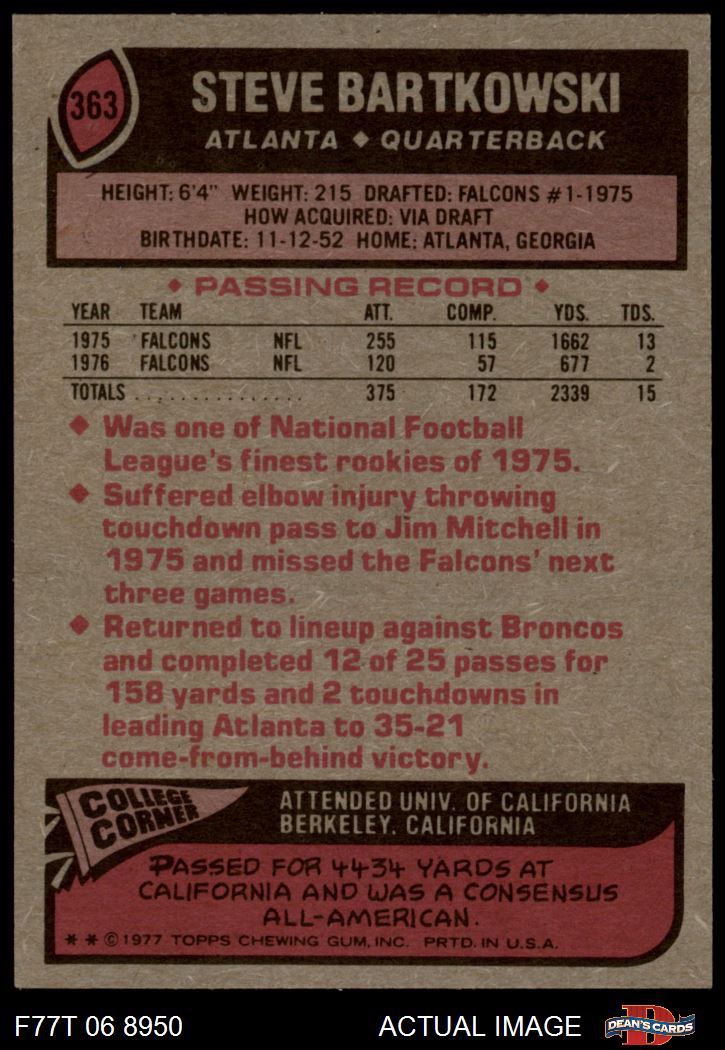 363
STEVE BARTKOWSKI
ATLANTA ♦ QUARTERBACK
HEIGHT: 6'4" WEIGHT: 215 DRAFTED: FALCONS #1-1975
HOW ACQUIRED: VIA DRAFT
BIRTHDATE: 11-12-52 HOME: ATLANTA, GEORGIA
♦ PASSING RECORD ♦
YEAR TEAM ATT. COMP. YDS. TDS.
1975 FALCONS NFL 255 115 1662 13
1976 FALCONS NFL 120 57 677 2
TOTALS . . . . . . . . . . . . . . . 375 172 2339 15
♦ Was one of National Football
League's finest rookies of 1975.
♦ Suffered elbow injury throwing
touchdown pass to Jim Mitchell in
1975 and missed the Falcons' next
three games.
♦ Returned to lineup against Broncos
and completed 12 of 25 passes for
158 yards and 2 touchdowns in
leading Atlanta to 35-21
come-from-behind victory.
COLLEGE
CORNER
ATTENDED UNIV. OF CALIFORNIA
BERKELEY, CALIFORNIA
PASSED FOR 4434 YARDS AT
CALIFORNIA AND WAS A CONSENSUS
ALL-AMERICAN.
* * © 1977 TOPPS CHEWING GUM, INC. PRTD. IN U.S.A.
F77T 06 8950 ACTUAL IMAGE D DEAN'S CARDS